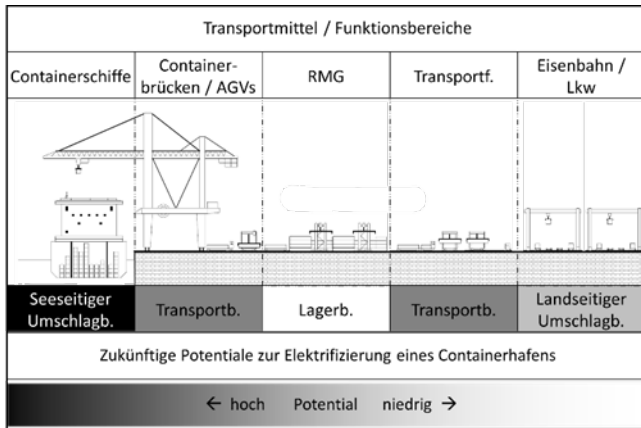 Transportmittel / Funktionsbereiche
Containerschiffe
Container-
brücken / AGVs
RMG
Transportf.
Eisenbahn /
Lkw
Seeseitiger
Umschlagb.
Transportb.
Lagerb.
Transportb.
Landseitiger
Umschlagb.
Zukünftige Potentiale zur Elektrifizierung eines Containerhafens
← hoch Potential niedrig →